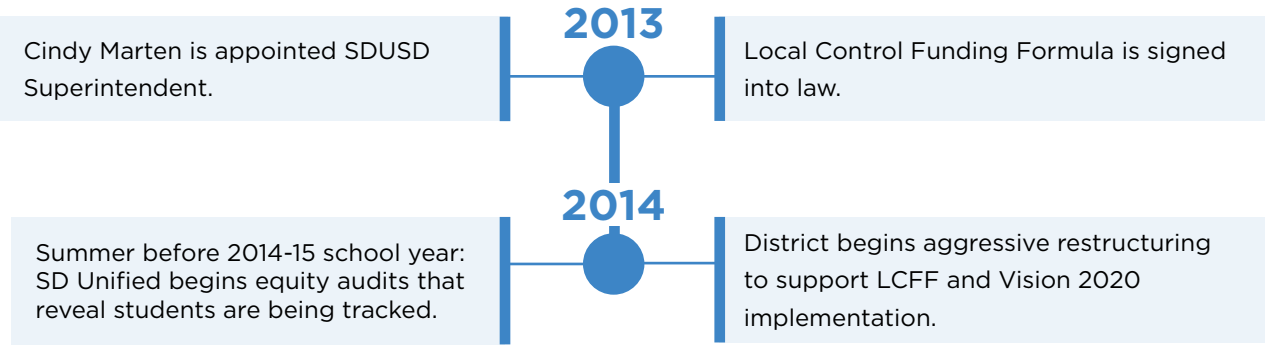 2013
Cindy Marten is appointed SDUSD
Superintendent.
Local Control Funding Formula is signed
into law.
2014
Summer before 2014-15 school year:
SD Unified begins equity audits that
reveal students are being tracked.
District begins aggressive restructuring
to support LCFF and Vision 2020
implementation.